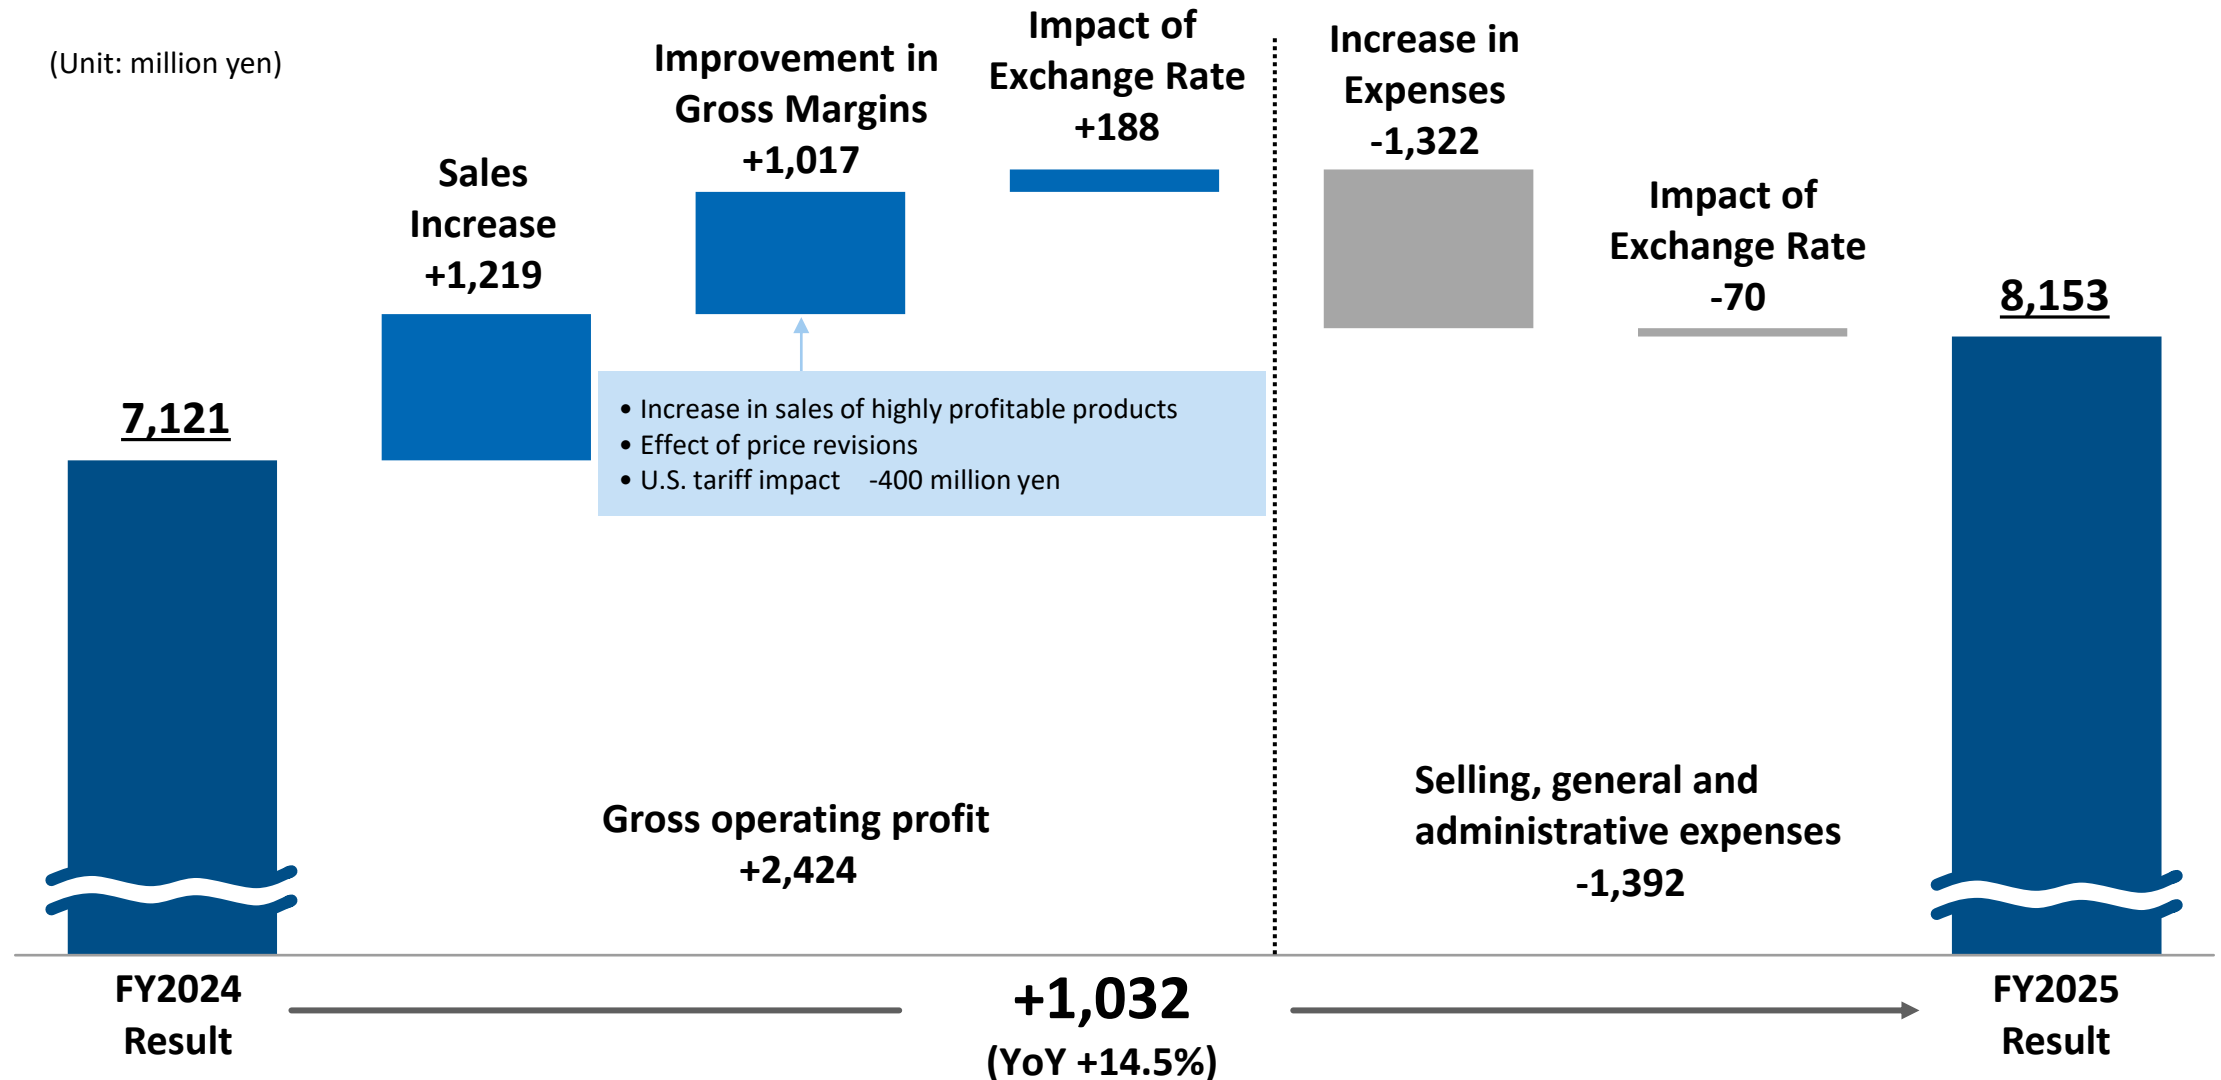 (Unit: million yen)
7,121
Sales
Increase
+1,219
Improvement in
Gross Margins
+1,017
Impact of
Exchange Rate
+188
• Increase in sales of highly profitable products
• Effect of price revisions
• U.S. tariff impact -400 million yen
Gross operating profit
+2,424
Increase in
Expenses
-1,322
Impact of
Exchange Rate
-70
Selling, general and
administrative expenses
-1,392
8,153
FY2024
Result
+1,032
(YoY +14.5%)
FY2025
Result